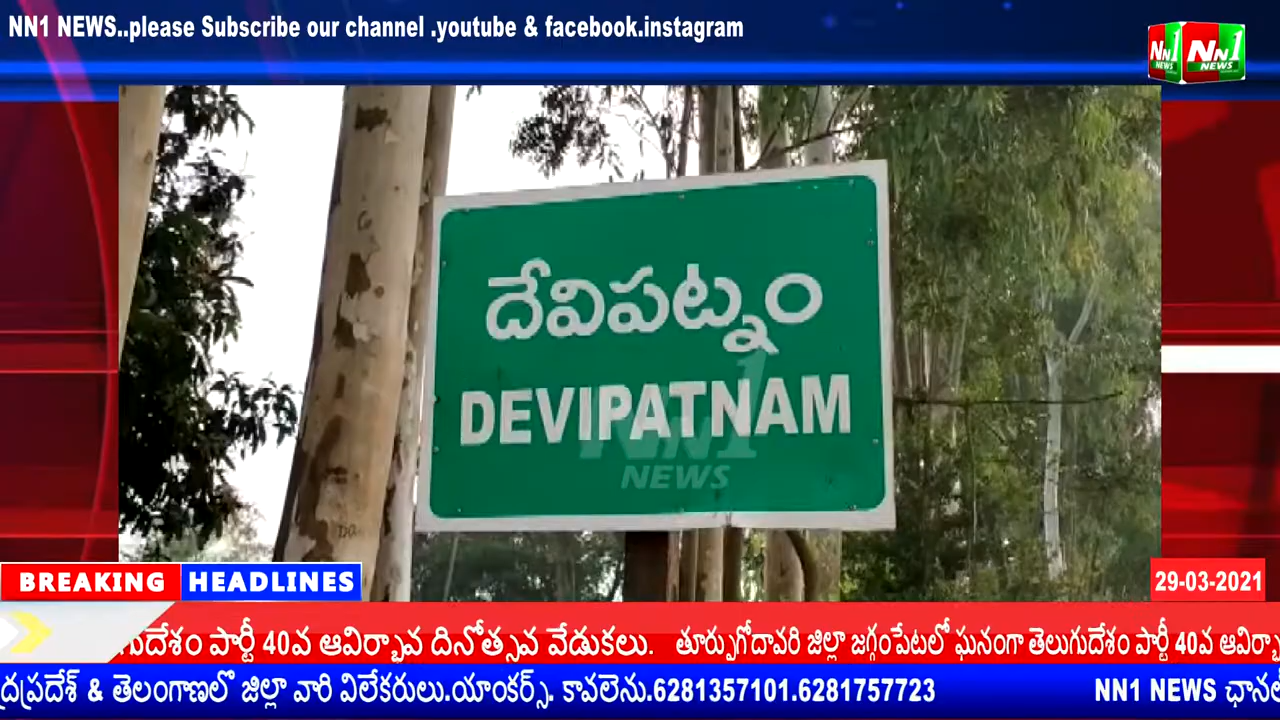 NN1 NEWS..please Subscribe our channel .youtube & facebook.instagram
NN1 NEWS
NN1 NEWS
దేవిపట్నం
DEVIPATNAM
NN1
NEWS
BREAKING HEADLINES
29-03-2021
గుదేశం పార్టీ 40వ ఆవిర్భావ దినోత్సవ వేడుకలు. తూర్పుగోదావరి జిల్లా జగ్గంపేటలో ఘనంగా తెలుగుదేశం పార్టీ 40వ ఆవిర్భా
ద్రప్రదేశ్ & తెలంగాణలో జిల్లా వారి విలేకరులు.యాంకర్స్. కావలెను.6281357101.6281757723 NN1 NEWS ఛానల